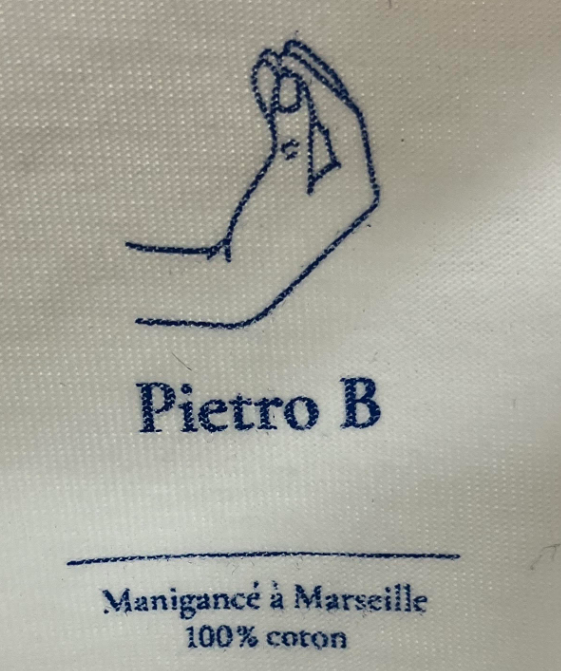 Pietro B
Manigancé à Marseille
100% coton